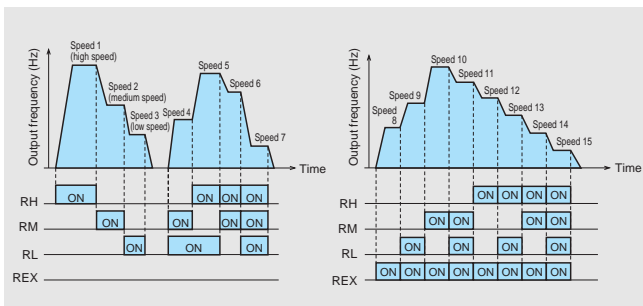 Output frequency (Hz)
Speed 1
(high speed)
Speed 2
(medium speed)
Speed 3
(low speed)
Speed 4
Speed 5
Speed 6
Speed 7
Time
RH
ON
ON
ON
ON
RM
ON
ON
ON
ON
RL
ON
ON
ON
REX
Output frequency (Hz)
Speed
8
Speed 9
Speed 10
Speed 11
Speed 12
Speed 13
Speed 14
Speed 15
Time
RH
ON
ON
ON
ON
RM
ON
ON
ON
ON
RL
ON
ON
ON
ON
REX
ON
ON
ON
ON
ON
ON
ON
ON